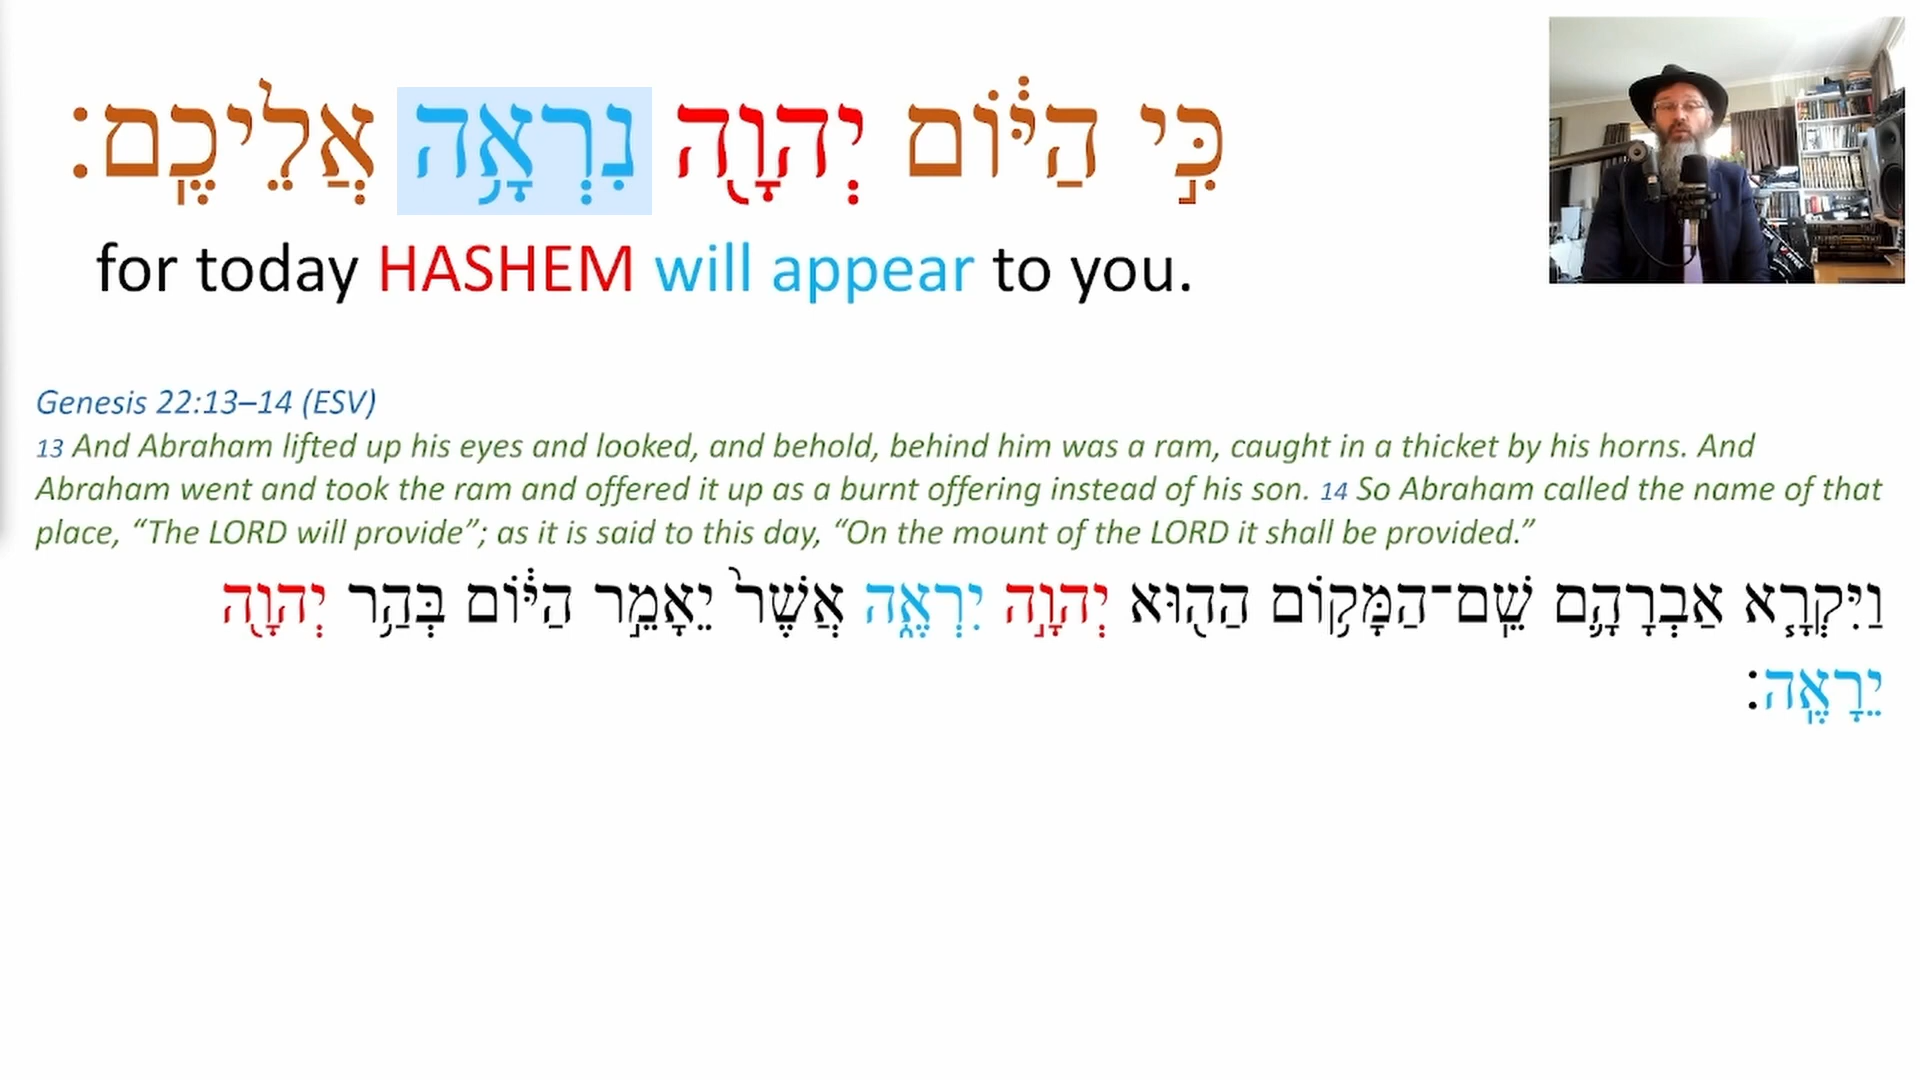 כִּ֣י הַיּ֔וֹם יְהוָ֖ה נִרְאָ֥ה אֲלֵיכֶֽם׃
for today HASHEM will appear to you.
Genesis 22:13–14 (ESV)
13 And Abraham lifted up his eyes and looked, and behold, behind him was a ram, caught in a thicket by his horns. And
Abraham went and took the ram and offered it up as a burnt offering instead of his son. 14 So Abraham called the name of that
place, “The LORD will provide”; as it is said to this day, “On the mount of the LORD it shall be provided.”
וַיִּקְרָ֧א אַבְרָהָ֛ם שֵֽׁם־הַמָּק֥וֹם הַה֖וּא יְהוָ֣ה יִרְאֶ֑ה אֲשֶׁר֙ יֵאָמֵ֣ר הַיּ֔וֹם בְּהַ֥ר יְהוָ֖ה
יֵרָאֶֽה׃